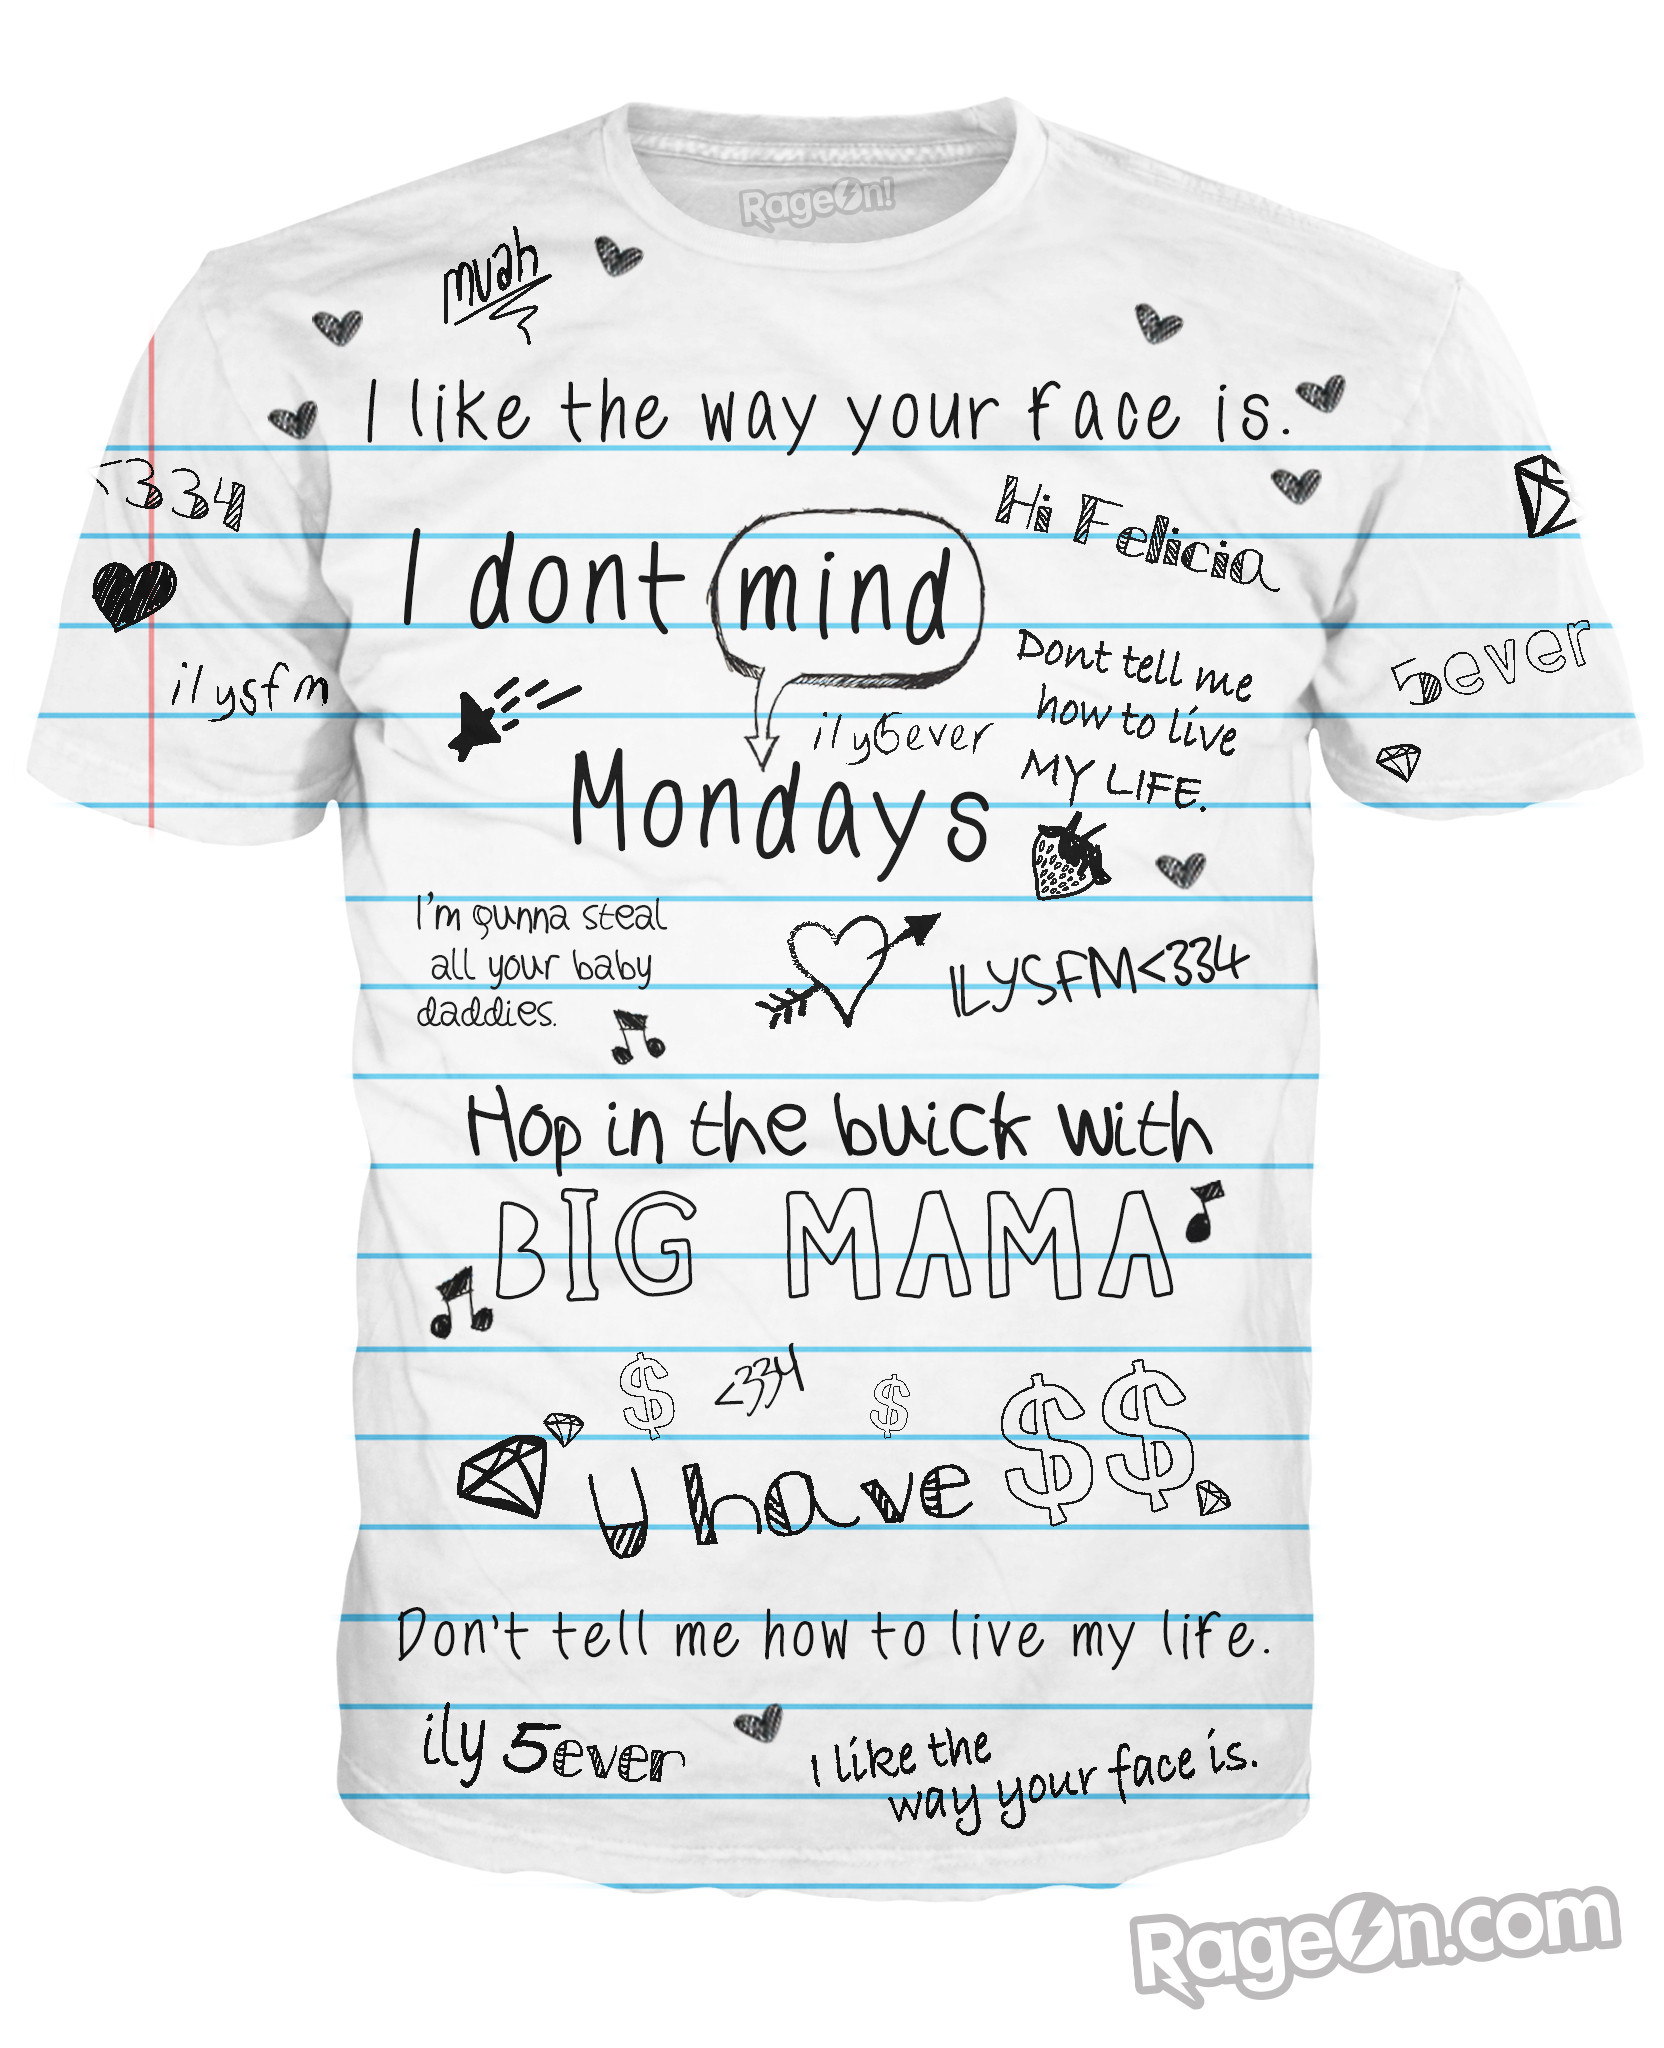 RageOn!
muah
I like the way your face is.
<334
Hi Felicia
I dont mind
ilysfm
Dont tell me
how to live
MY LIFE.
5ever
ily5ever
Mondays
I'm gunna steal
all your baby
daddies.
ILYSFM<334
Hop in the buick with
BIG MAMA
$ <334 $
U have $$
Don't tell me how to live my life.
ily 5ever
I like the
way your face is.
RageOn.com